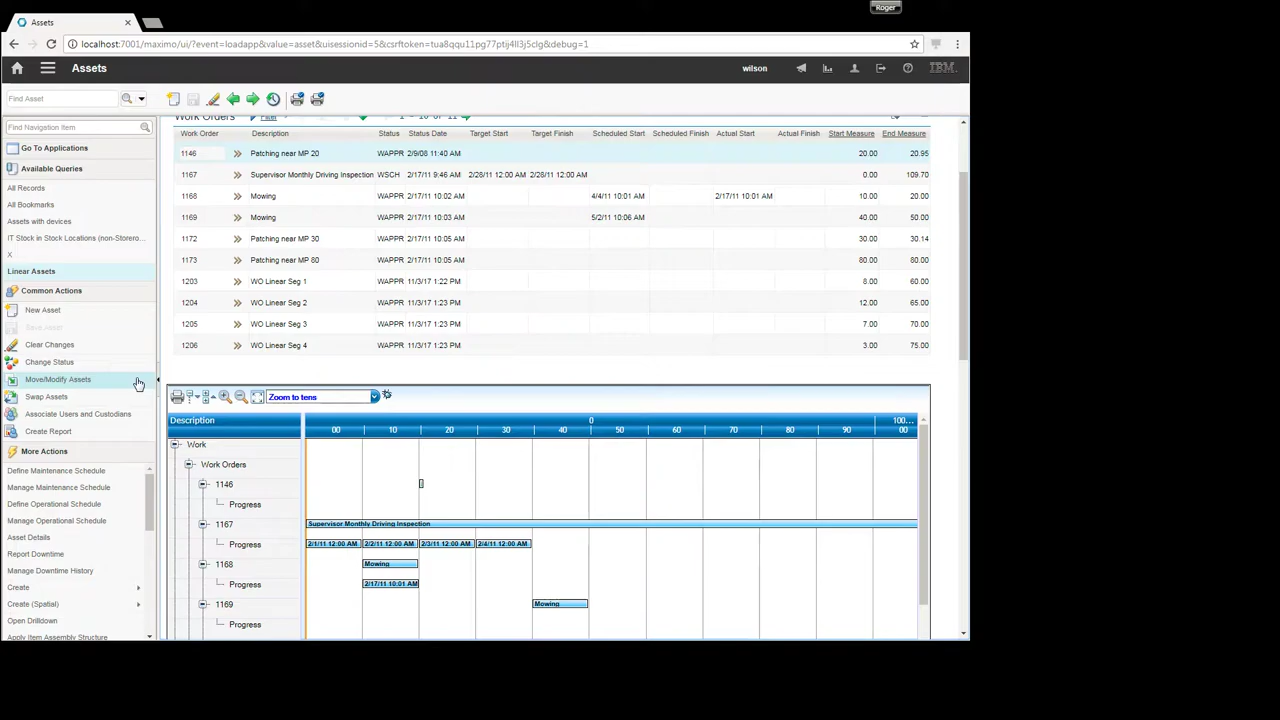 Roger
Assets
localhost:7001/maximo/ui/?event=loadapp&value=asset&uisessionid=5&csrftoken=tua8qqu11pg77ptij4ll3j5clg&debug=1
Assets
wilson
IBM
Find Asset
Find Navigation Item
Go To Applications
Available Queries
All Records
All Bookmarks
Assets with devices
IT Stock in Stock Locations (non-Storero...
X
Linear Assets
Common Actions
New Asset
Save Asset
Clear Changes
Change Status
Move/Modify Assets
Swap Assets
Associate Users and Custodians
Create Report
More Actions
Define Maintenance Schedule
Manage Maintenance Schedule
Define Operational Schedule
Manage Operational Schedule
Asset Details
Report Downtime
Manage Downtime History
Create
Create (Spatial)
Open Drilldown
Apply Item Assembly Structure
Work Orders Filter
Work Order Description Status Status Date Target Start Target Finish Scheduled Start Scheduled Finish Actual Start Actual Finish Start Measure End Measure
1146 Patching near MP 20 WAPPR 2/9/08 11:40 AM 20.00 20.95
1167 Supervisor Monthly Driving Inspection WSCH 2/17/11 9:46 AM 2/28/11 12:00 AM 2/28/11 12:00 AM 0.00 109.70
1168 Mowing WAPPR 2/17/11 10:02 AM 4/4/11 10:01 AM 2/17/11 10:01 AM 10.00 20.00
1169 Mowing WAPPR 2/17/11 10:03 AM 5/2/11 10:06 AM 40.00 50.00
1172 Patching near MP 30 WAPPR 2/17/11 10:05 AM 30.00 30.14
1173 Patching near MP 80 WAPPR 2/17/11 10:05 AM 80.00 80.00
1203 WO Linear Seg 1 WAPPR 11/3/17 1:22 PM 8.00 60.00
1204 WO Linear Seg 2 WAPPR 11/3/17 1:23 PM 12.00 65.00
1205 WO Linear Seg 3 WAPPR 11/3/17 1:23 PM 7.00 70.00
1206 WO Linear Seg 4 WAPPR 11/3/17 1:23 PM 3.00 75.00
Zoom to tens
Description 0 100...
00 10 20 30 40 50 60 70 80 90 00
Work
Work Orders
1146
Progress
1167 Supervisor Monthly Driving Inspection
Progress 2/1/11 12:00 AM 2/2/11 12:00 AM 2/3/11 12:00 AM 2/4/11 12:00 AM
1168 Mowing
Progress 2/17/11 10:01 AM
1169 Mowing
Progress